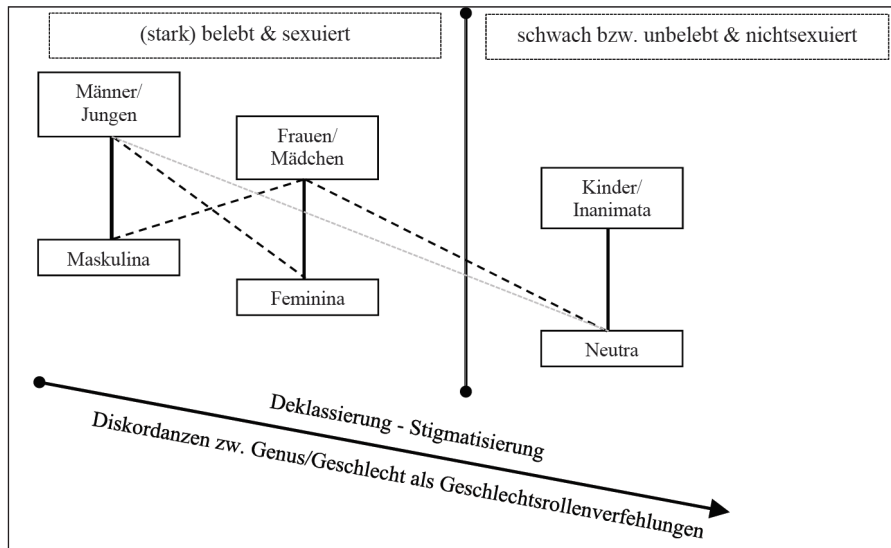 (stark) belebt & sexuiert
schwach bzw. unbelebt & nichtsexuiert
Männer/
Jungen
Frauen/
Mädchen
Kinder/
Inanimata
Maskulina
Feminina
Neutra
Deklassierung - Stigmatisierung
Diskordanzen zw. Genus/Geschlecht als Geschlechtsrollenverfehlungen